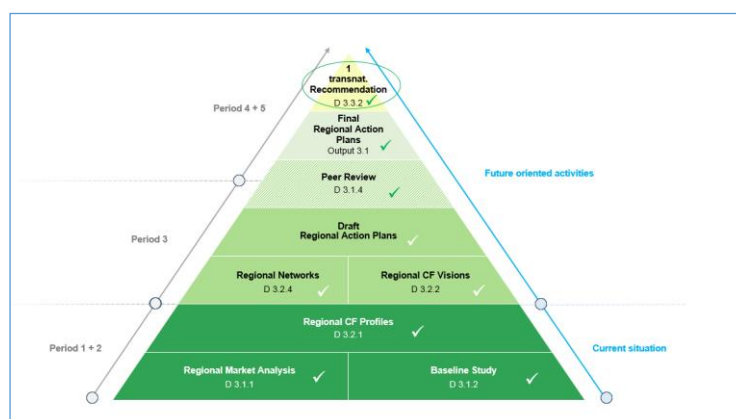 1
transnat.
Recommendation
D 3.3.2
Period 4 + 5
Final
Regional Action
Plans
Output 3.1
Peer Review
D 3.1.4
Future oriented activities
Period 3
Draft
Regional Action Plans
Regional Networks
D 3.2.4
Regional CF Visions
D 3.2.2
Regional CF Profiles
D 3.2.1
Period 1 + 2
Current situation
Regional Market Analysis
D 3.1.1
Baseline Study
D 3.1.2